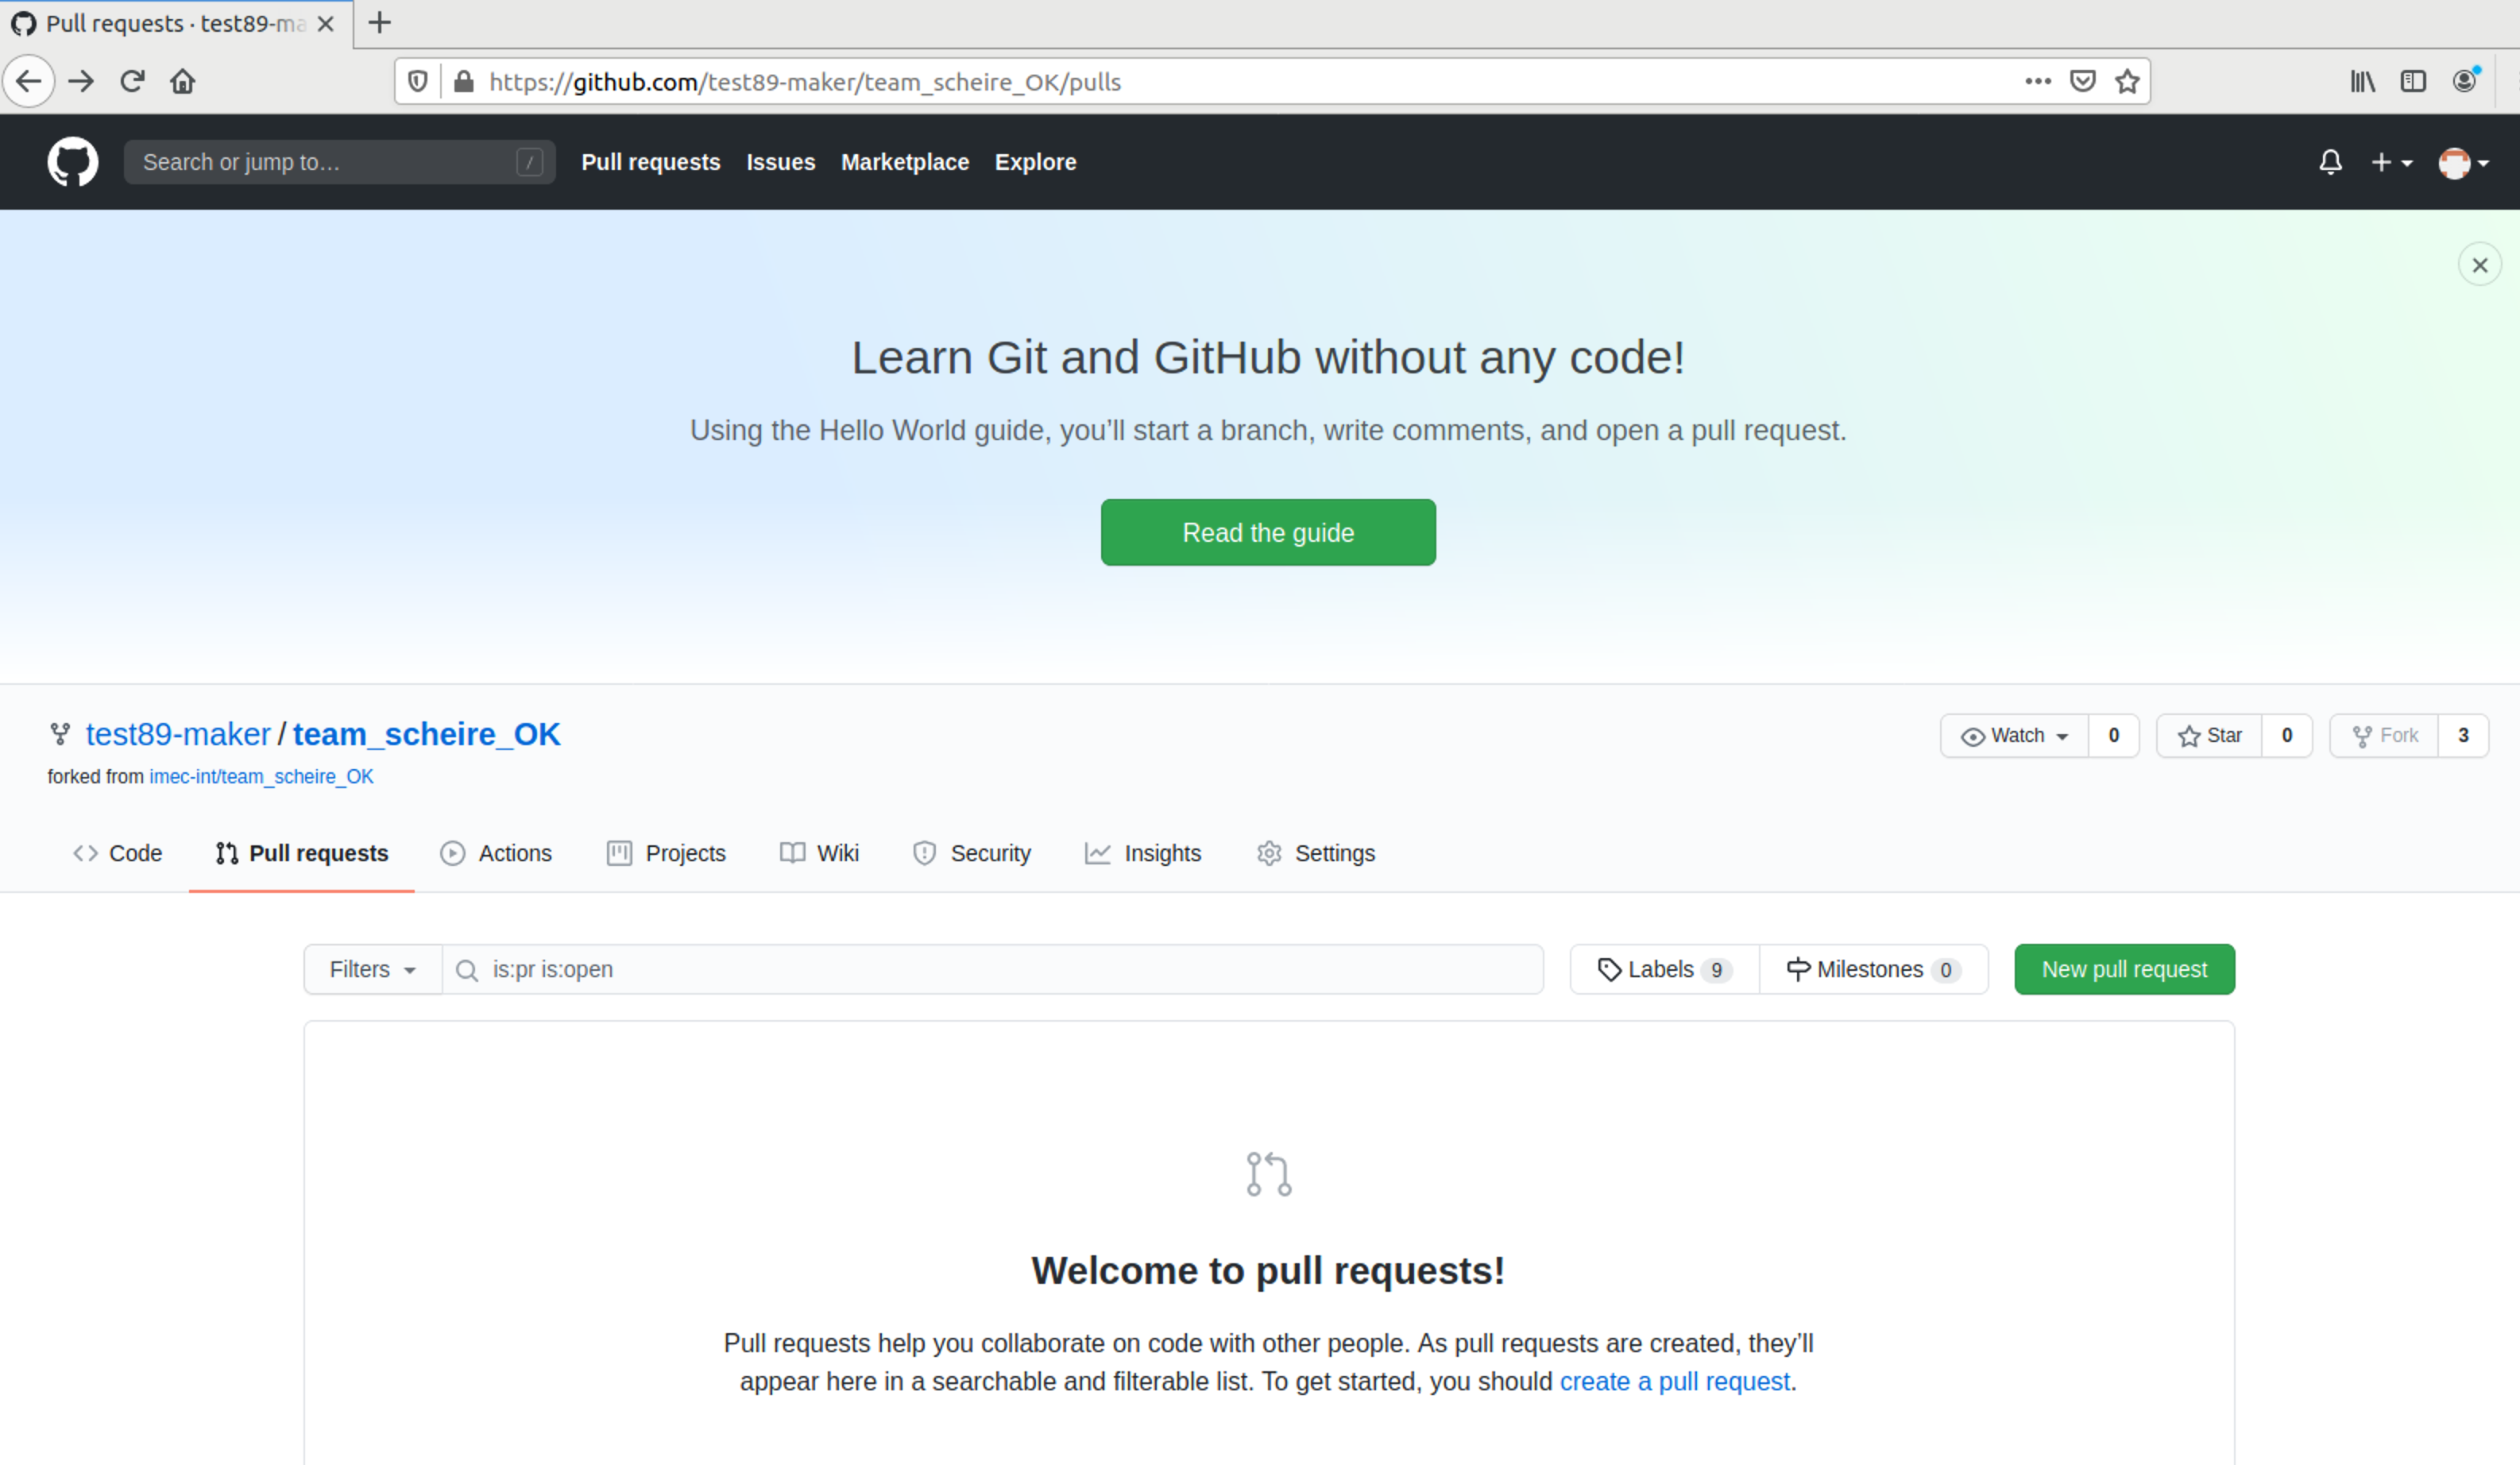 Pull requests · test89-ma
https://github.com/test89-maker/team_scheire_OK/pulls
Search or jump to… /
Pull requests Issues Marketplace Explore
Learn Git and GitHub without any code!
Using the Hello World guide, you’ll start a branch, write comments, and open a pull request.
Read the guide
test89-maker / team_scheire_OK
Watch 0 Star 0 Fork 3
forked from imec-int/team_scheire_OK
Code Pull requests Actions Projects Wiki Security Insights Settings
Filters is:pr is:open Labels 9 Milestones 0 New pull request
Welcome to pull requests!
Pull requests help you collaborate on code with other people. As pull requests are created, they’ll
appear here in a searchable and filterable list. To get started, you should create a pull request.